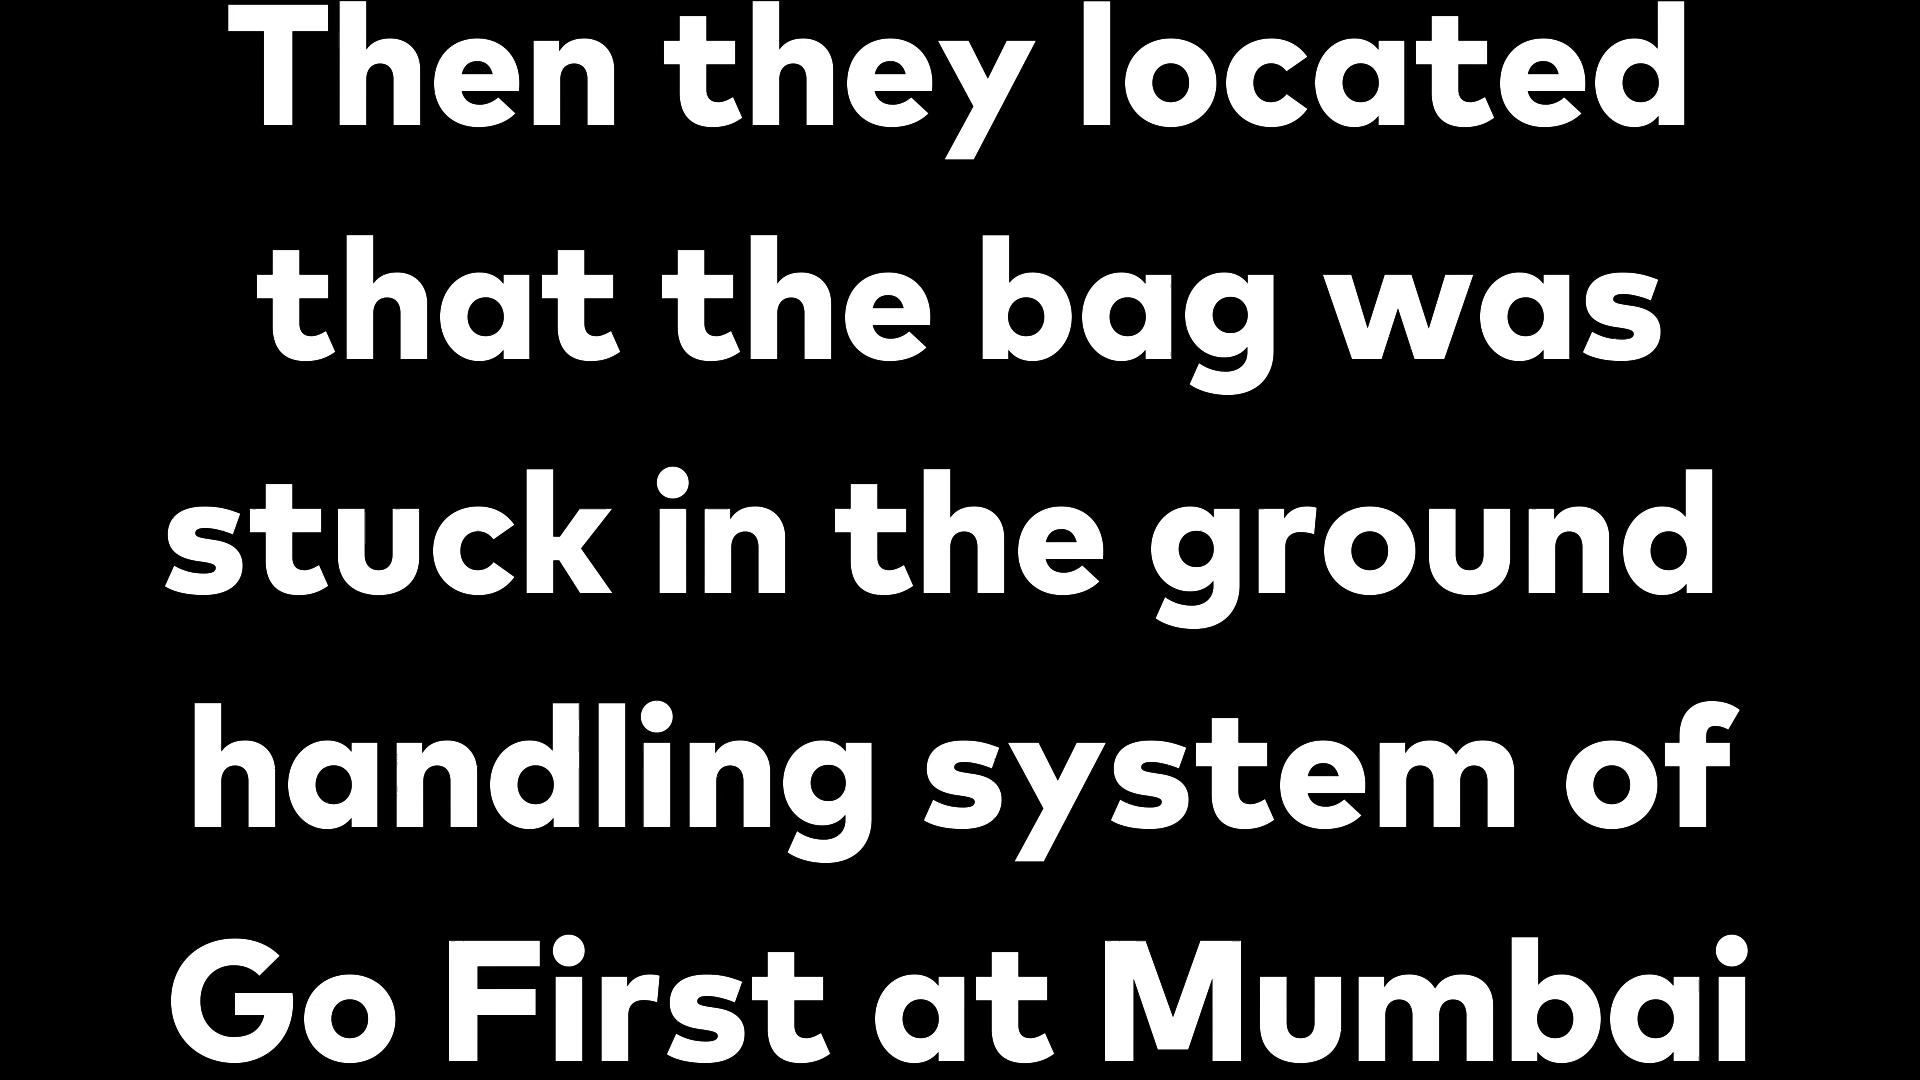 Then they located
that the bag was
stuck in the ground
handling system of
Go First at Mumbai